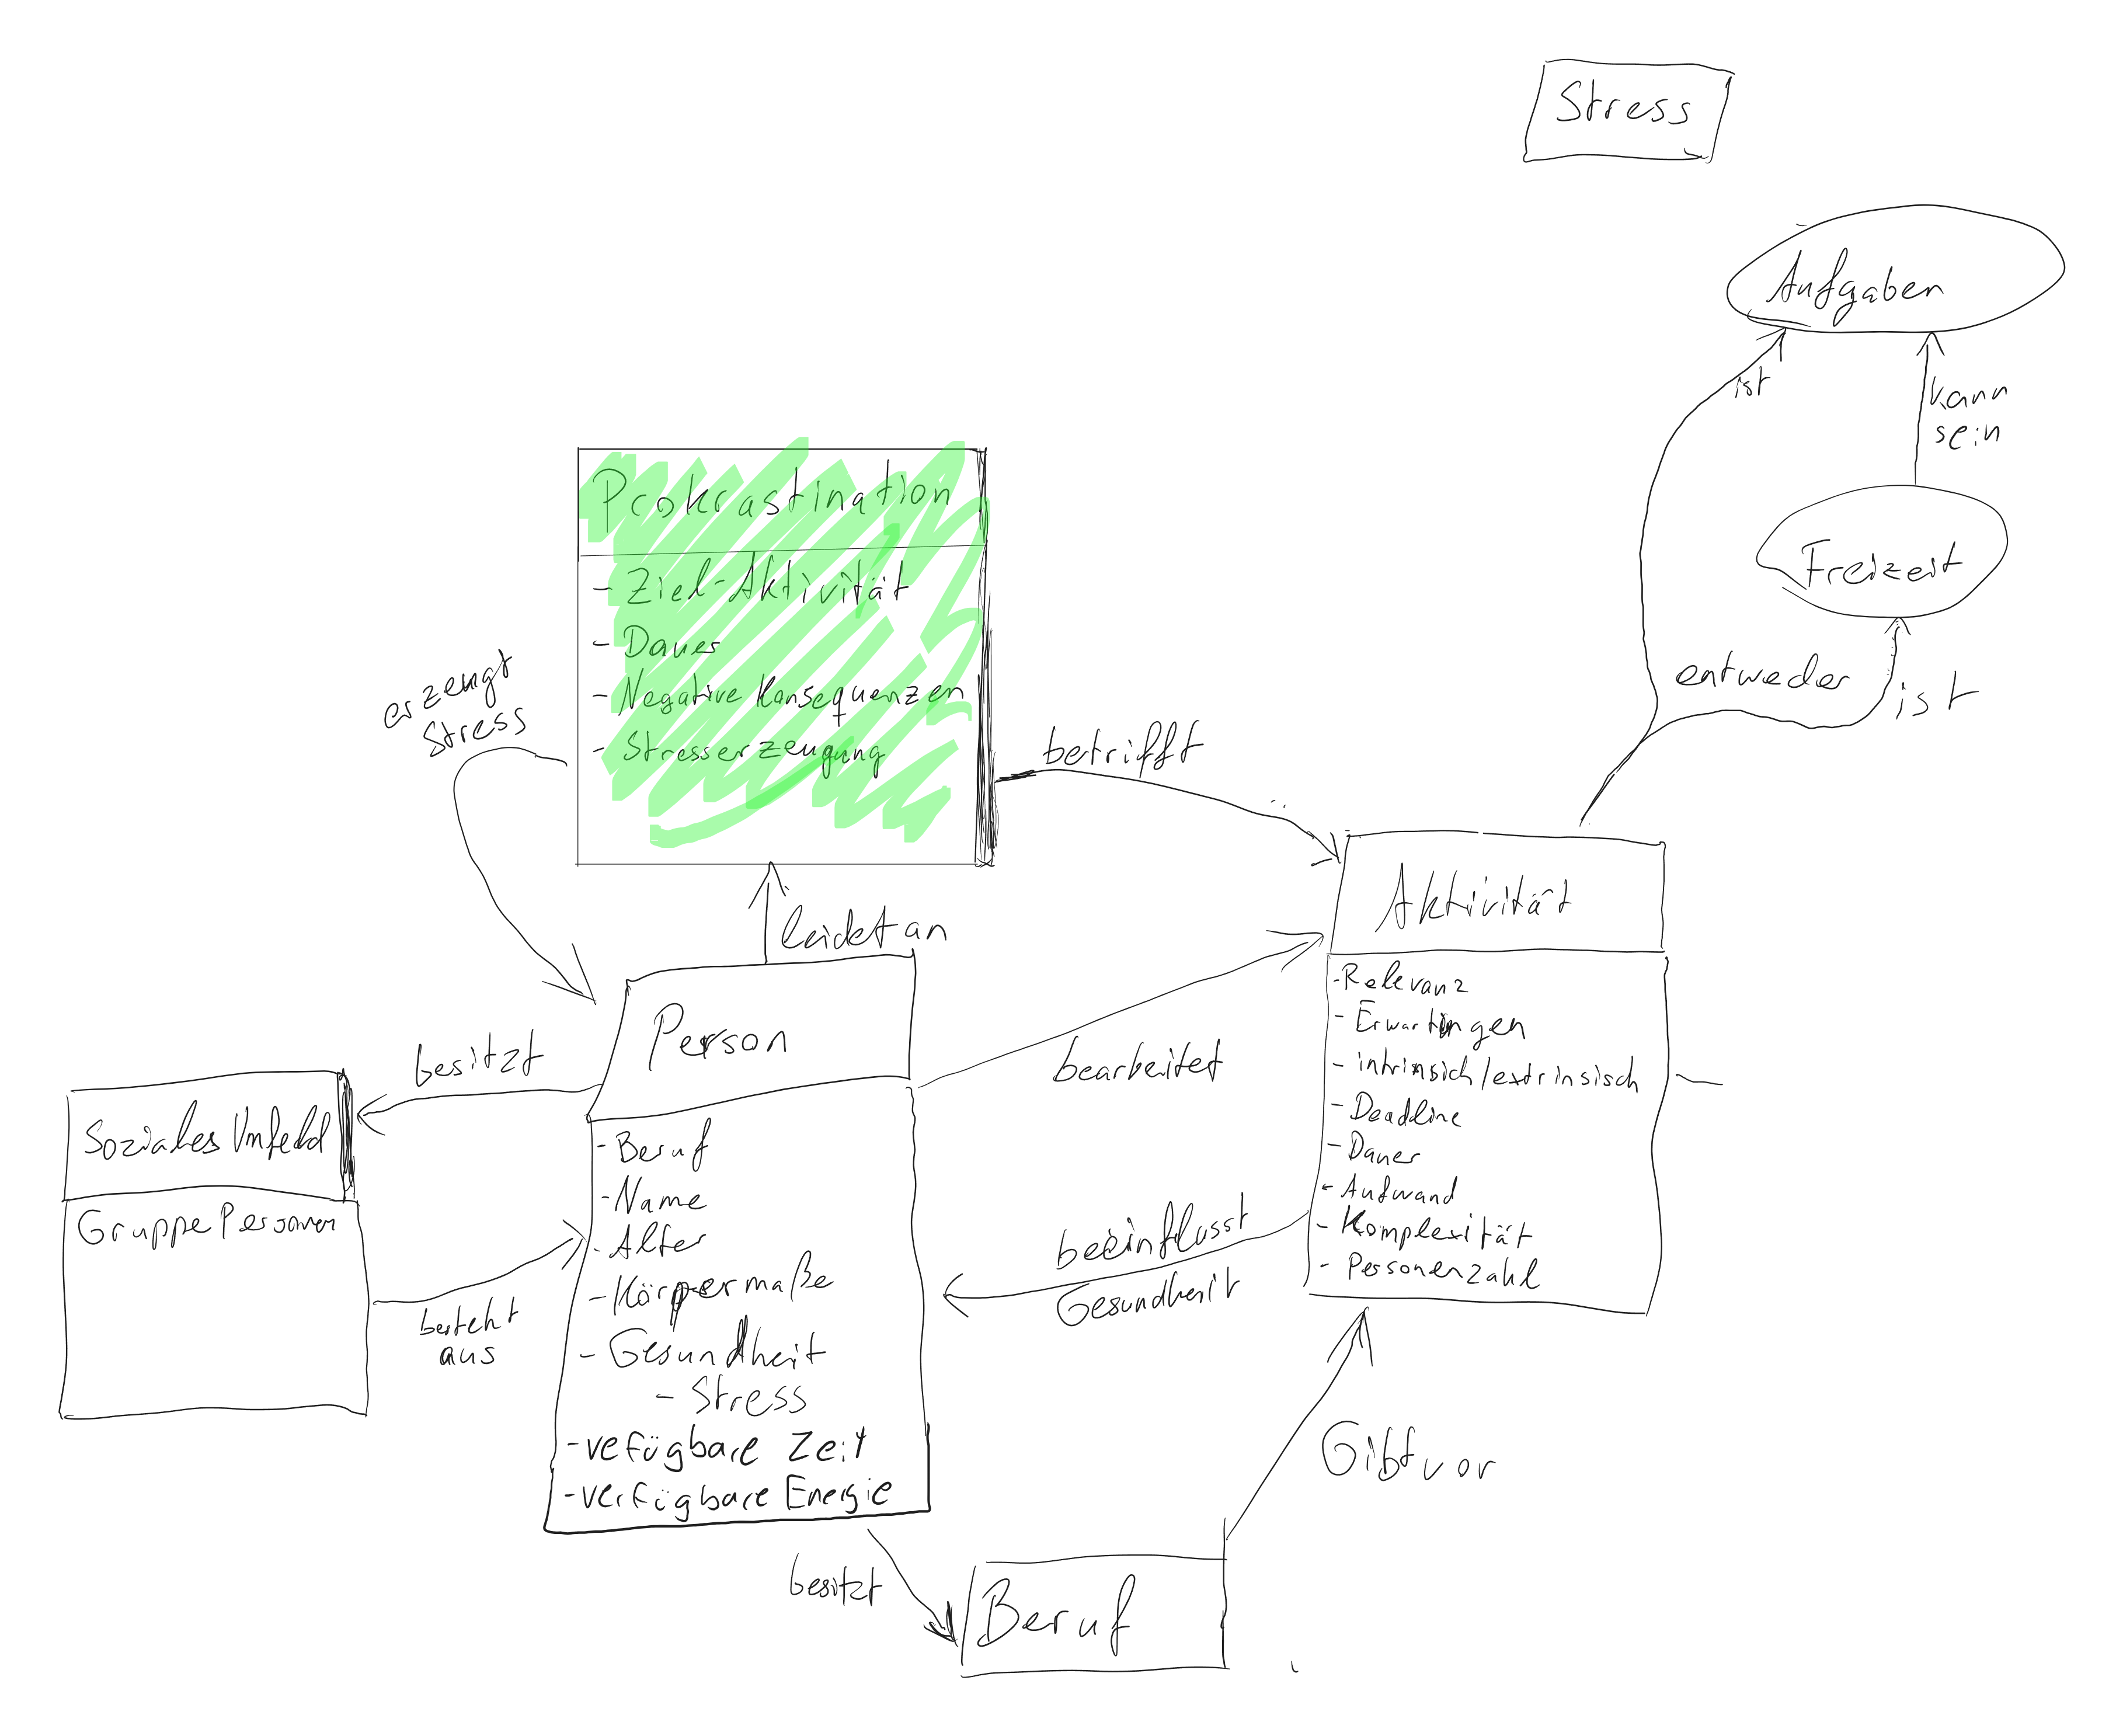 Stress
Aufgaben
ist
kann
sein
Freizeit
entweder
ist
Prokrastination
- Ziel-Aktivität
- Dauer
- Negative Konsequenzen
- Stresserzeugung
erzeugt
Stress
betrifft
leidet an
Aktivität
- Relevanz
- Erwartungen
- intrinsich/extrinsisch
- Deadline
- Dauer
- Aufwand
- Komplexität
- Personenzahl
Person
- Beruf
- Name
- Alter
- Körpermaße
- Gesundheit
- Stress
- vefügbare Zeit
- verfügbare Energie
besitzt
Soziales Umfeld
Gruppe Personen
besteht
aus
bearbeitet
beeinflusst
Gesundheit
Gibt vor
besitzt
Beruf